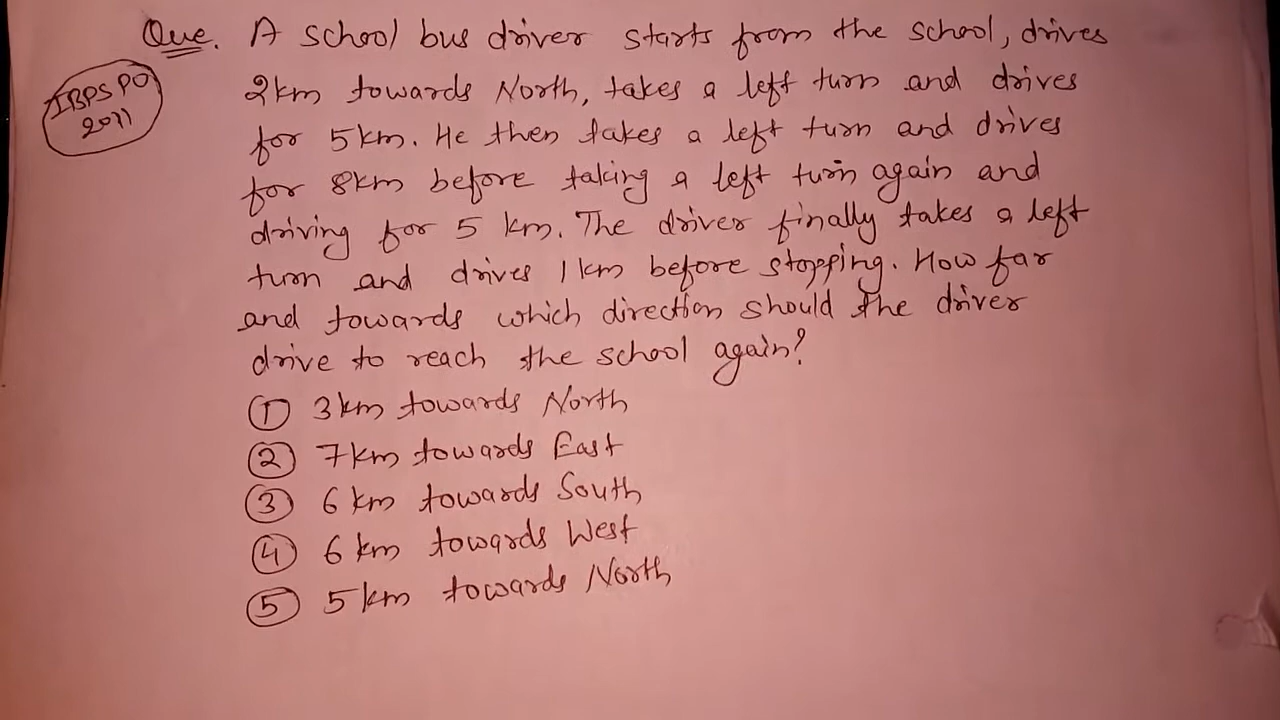 Que. A school bus driver starts from the school, drives
IBPS PO
2011
2km towards North, takes a left turn and drives
for 5km. He then takes a left turn and drives
for 8km before taking a left turn again and
driving for 5 km. The driver finally takes a left
turn and drives 1km before stopping. How far
and towards which direction should the driver
drive to reach the school again?
① 3km towards North
② 7km towards East
③ 6km towards South
④ 6km towards West
⑤ 5km towards North